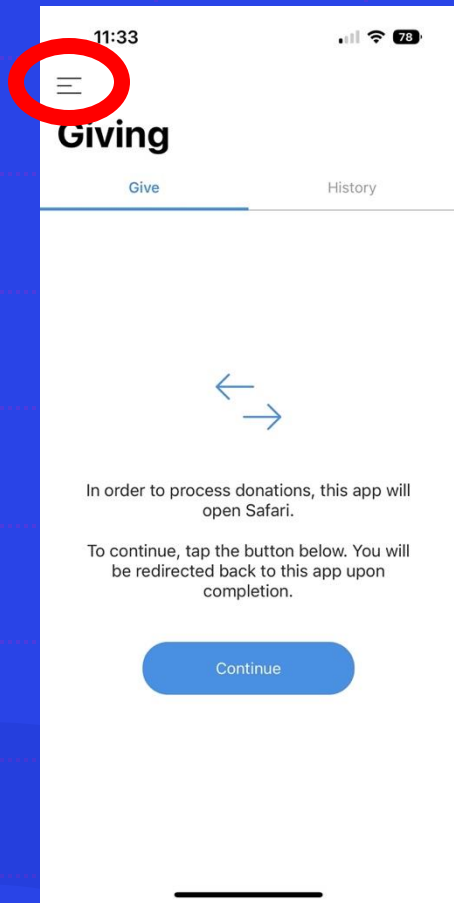 11:33 78
Giving
Give History
In order to process donations, this app will
open Safari.
To continue, tap the button below. You will
be redirected back to this app upon
completion.
Continue